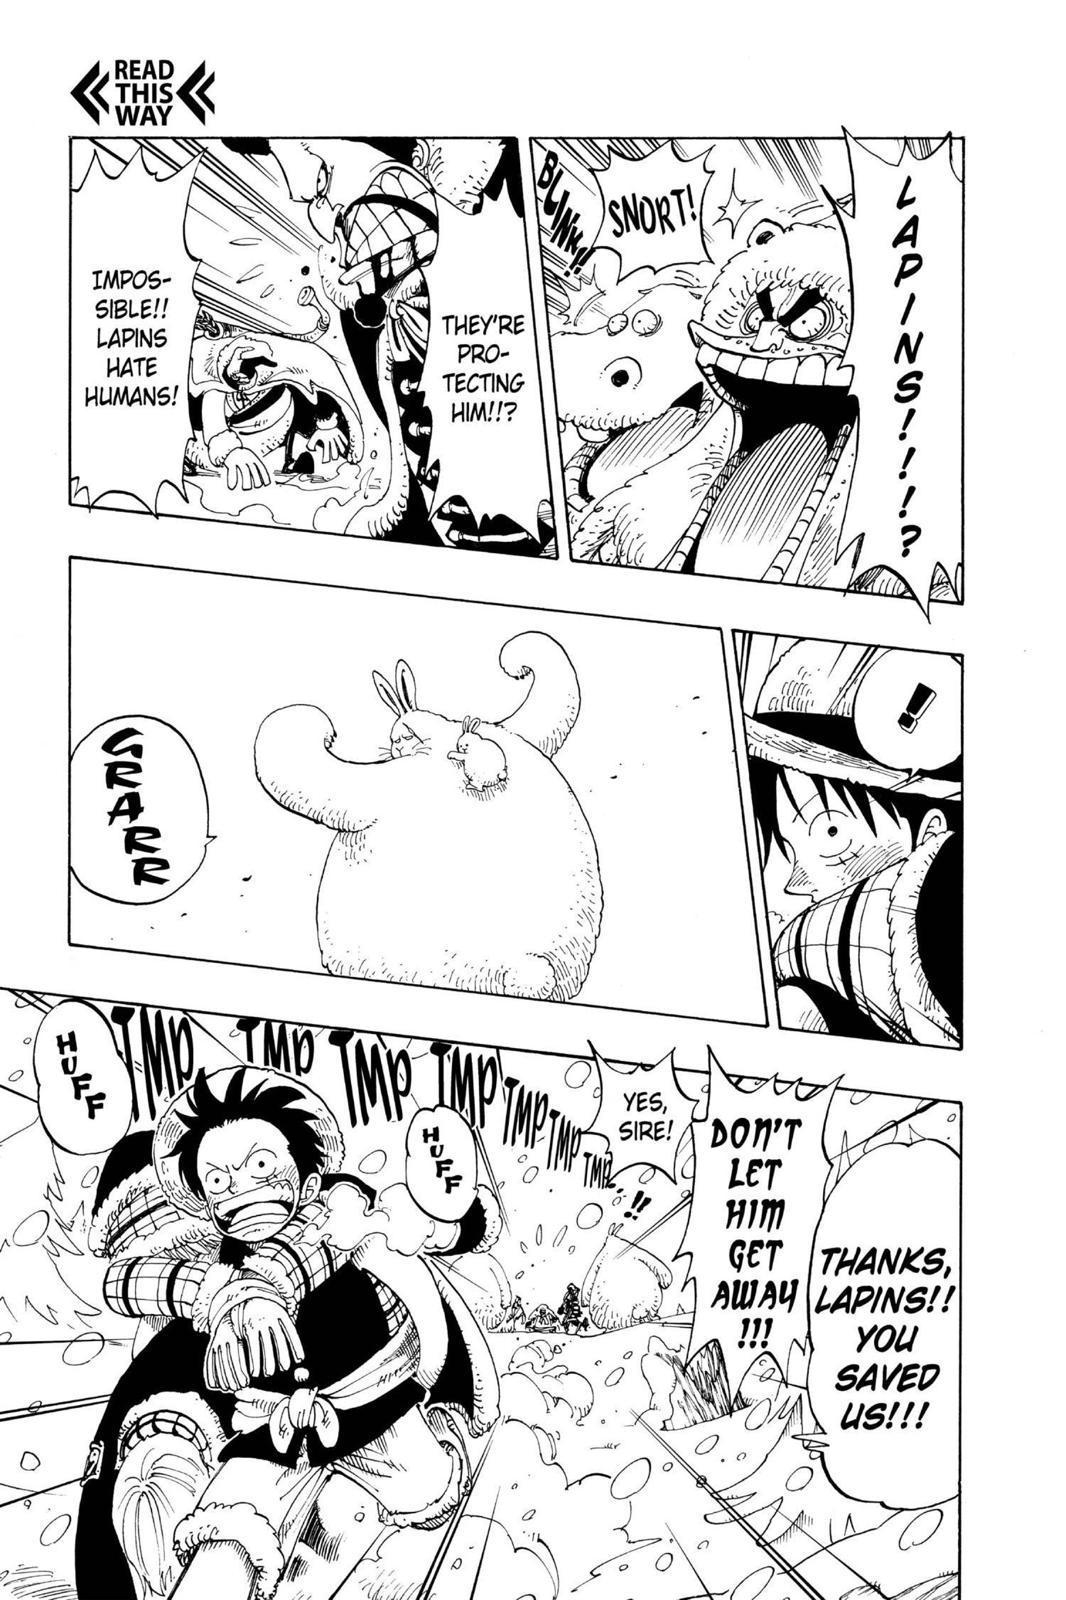 READ
THIS
WAY
LAPINS!!!!?
SNORT!
BLINK!!
THEY'RE
PRO-
TECTING
HIM!!?
IMPOS-
SIBLE!!
LAPINS
HATE
HUMANS!
!
GRARR
THANKS,
LAPINS!!
YOU
SAVED
US!!!
DON'T
LET
HIM
GET
AWAY
!!!
YES,
SIRE!
!!
TMP
TMP
TMP
TMP
TMP
TMP
TMP
HUFF
HUFF